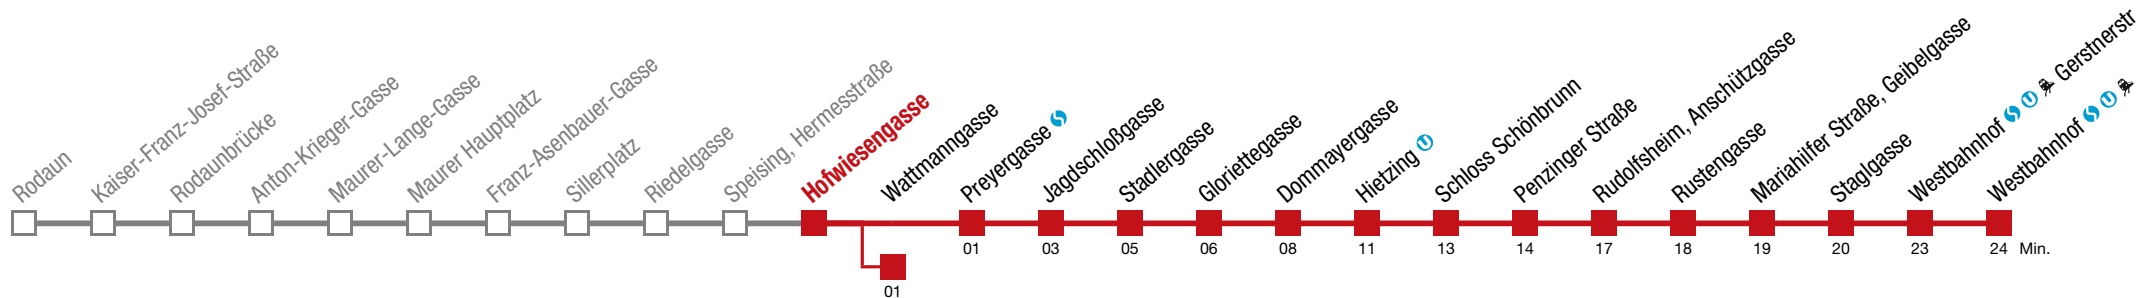 Rodaun
Kaiser-Franz-Josef-Straße
Rodaunbrücke
Anton-Krieger-Gasse
Maurer-Lange-Gasse
Maurer Hauptplatz
Franz-Asenbauer-Gasse
Sillerplatz
Riedelgasse
Speising, Hermesstraße
Hofwiesengasse
Wattmanngasse
Preyergasse
Jagdschloßgasse
Stadlergasse
Gloriettegasse
Dommayergasse
Hietzing U
Schloss Schönbrunn
Penzinger Straße
Rudolfsheim, Anschützgasse
Rustengasse
Mariahilfer Straße, Geibelgasse
Staglgasse
Westbahnhof S U Gerstnerstr
Westbahnhof S U
01 03 05 06 08 11 13 14 17 18 19 20 23 24 Min.
01